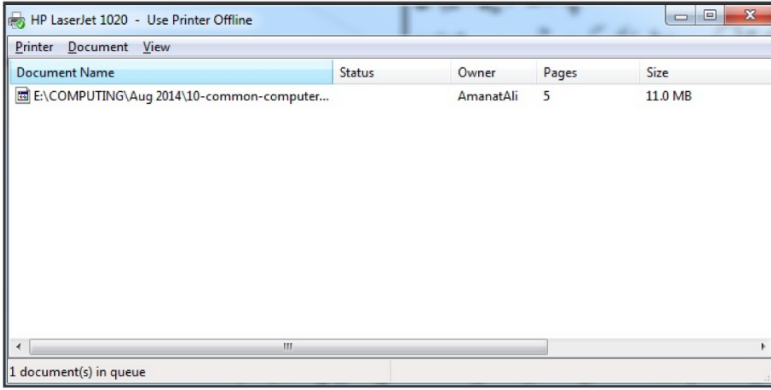 HP LaserJet 1020 - Use Printer Offline
Printer Document View
Document Name Status Owner Pages Size
E:\COMPUTING\Aug 2014\10-common-computer... AmanatAli 5 11.0 MB
1 document(s) in queue